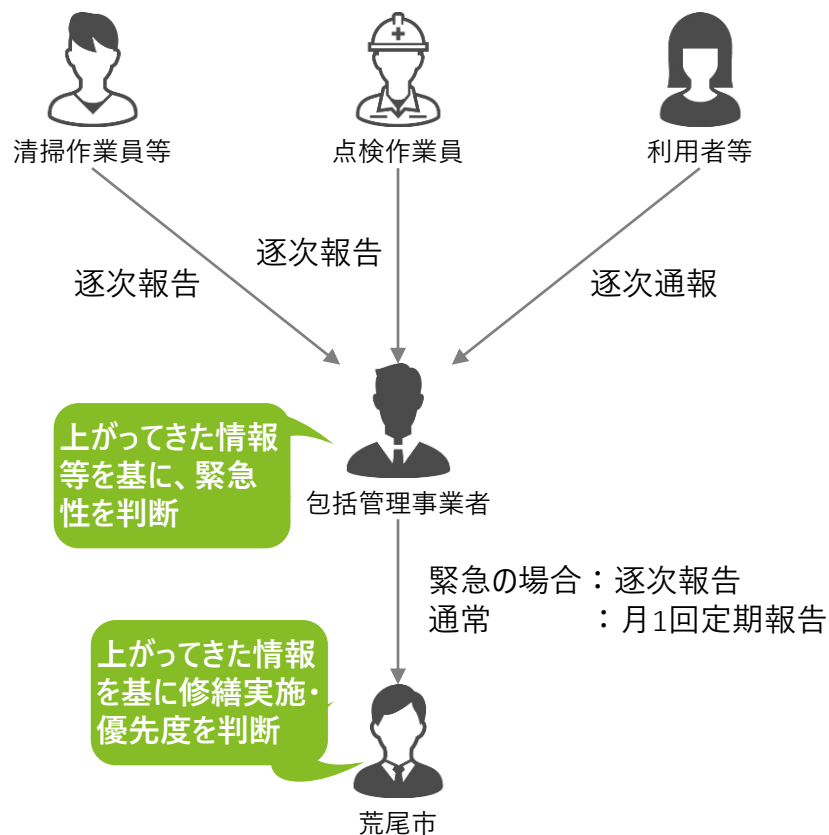 清掃作業員等
点検作業員
利用者等
逐次報告
逐次報告
逐次通報
上がってきた情報
等を基に、緊急
性を判断
包括管理事業者
緊急の場合：逐次報告
通常　　　：月1回定期報告
上がってきた情報
を基に修繕実施・
優先度を判断
荒尾市